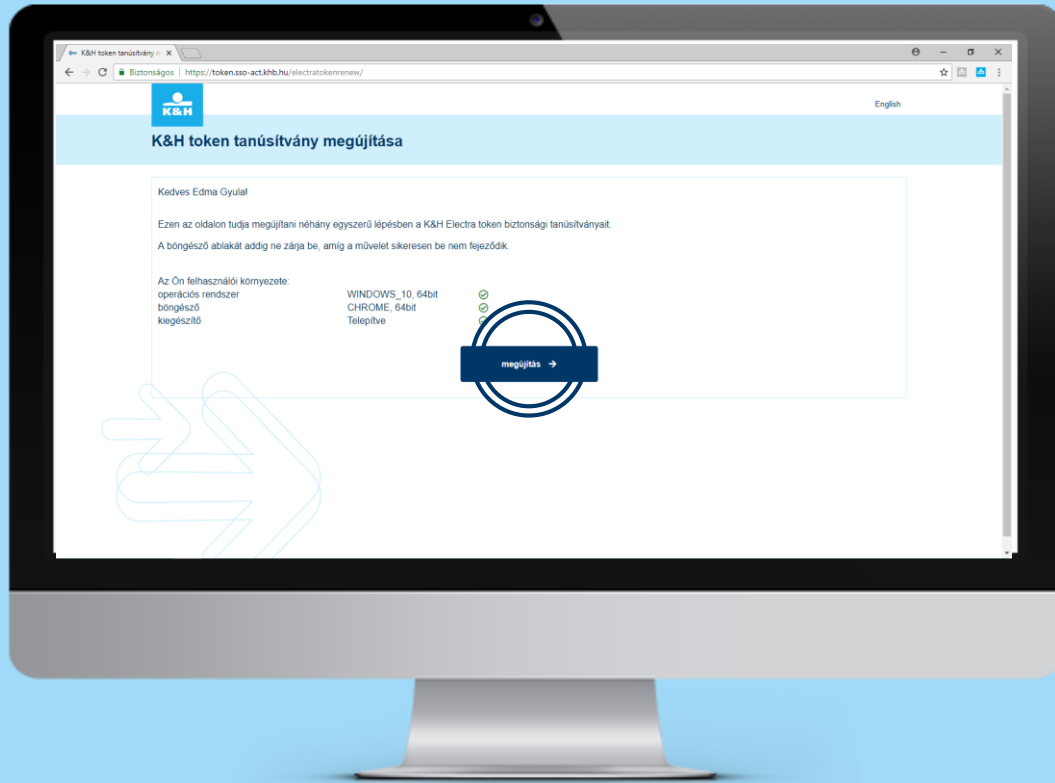 K&H token tanúsítvány
Biztonságos | https://token.sso-act.khb.hu/electratokenrenew/
K&H
English
K&H token tanúsítvány megújítása
Kedves Edma Gyula!
Ezen az oldalon tudja megújítani néhány egyszerű lépésben a K&H Electra token biztonsági tanúsítványait.
A böngésző ablakát addig ne zárja be, amíg a művelet sikeresen be nem fejeződik.
Az Ön felhasználói környezete:
operációs rendszer WINDOWS_10, 64bit
böngésző CHROME, 64bit
kiegészítő Telepítve
megújítás →